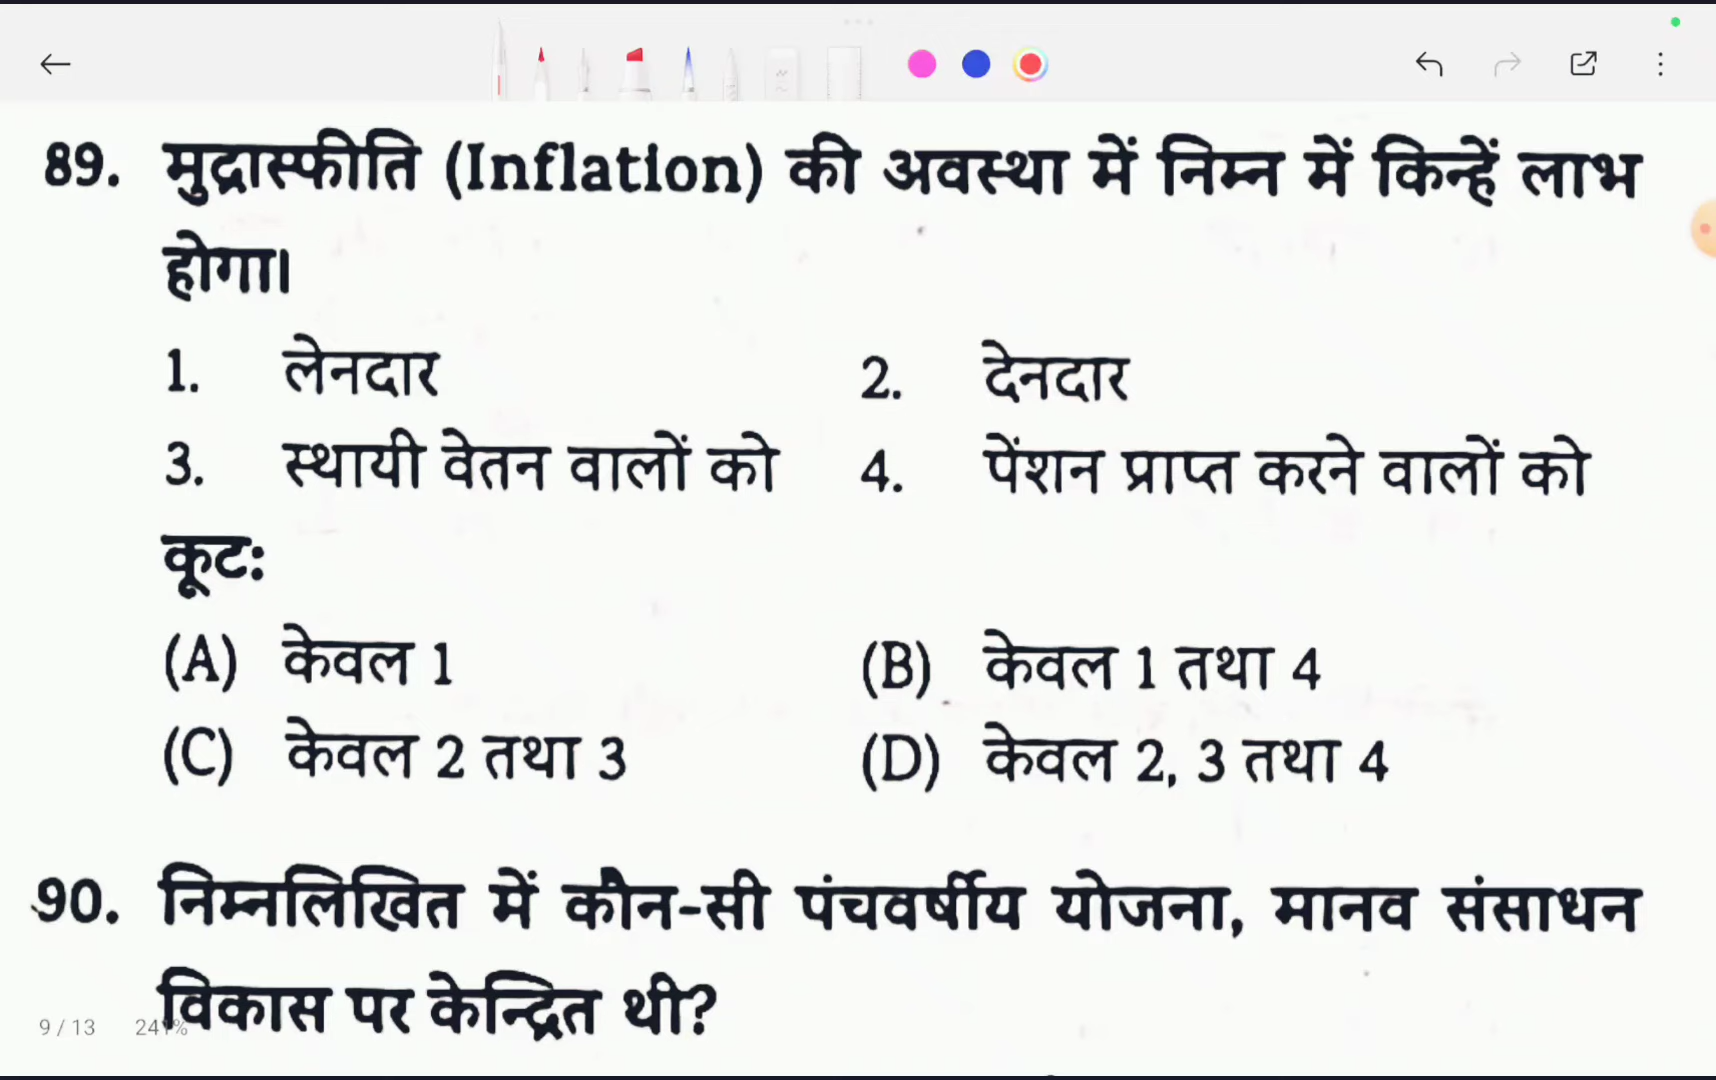 89. मुद्रास्फीति (Inflation) की अवस्था में निम्न में किन्हें लाभ
होगा।
1. लेनदार 2. देनदार
3. स्थायी वेतन वालों को 4. पेंशन प्राप्त करने वालों को
कूटः
(A) केवल 1 (B) केवल 1 तथा 4
(C) केवल 2 तथा 3 (D) केवल 2, 3 तथा 4
90. निम्नलिखित में कौन-सी पंचवर्षीय योजना, मानव संसाधन
विकास पर केन्द्रित थी?
9 / 13 241%